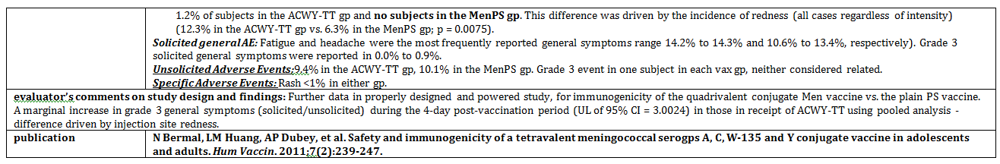 1.2% of subjects in the ACWY-TT gp and no subjects in the MenPS gp. This difference was driven by the incidence of redness (all cases regardless of intensity)
(12.3% in the ACWY-TT gp vs. 6.3% in the MenPS gp; p = 0.0075).
Solicited general AE: Fatigue and headache were the most frequently reported general symptoms range 14.2% to 14.3% and 10.6% to 13.4%, respectively). Grade 3
solicited general symptoms were reported in 0.0% to 0.9%.
Unsolicited Adverse Events:9.4% in the ACWY-TT gp, 10.1% in the MenPS gp. Grade 3 event in one subject in each vax gp, neither considered related.
Specific Adverse Events: Rash <1% in either gp.
evaluator's comments on study design and findings: Further data in properly designed and powered study, for immunogenicity of the quadrivalent conjugate Men vaccine vs. the plain PS vaccine.
A marginal increase in grade 3 general symptoms (solicited/unsolicited) during the 4-day post-vaccination period (UL of 95% CI = 3.0024) in those in receipt of ACWY-TT using pooled analysis -
difference driven by injection site redness.
publication N Bermal, LM Huang, AP Dubey, et al. Safety and immunogenicity of a tetravalent meningococcal serogps A, C, W-135 and Y conjugate vaccine in adolescents
and adults. Hum Vaccin. 2011;7(2):239-247.